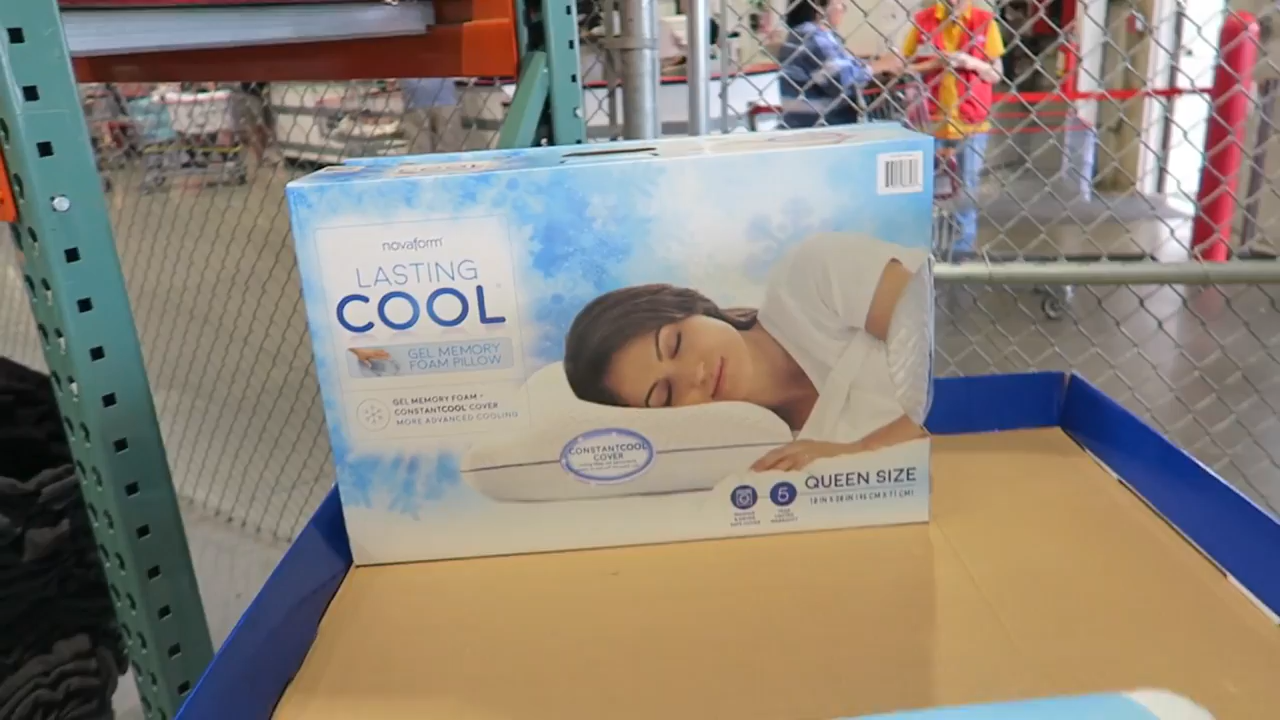 novaform
LASTING
COOL
GEL MEMORY
FOAM PILLOW
GEL MEMORY FOAM +
CONSTANTCOOL COVER
MORE ADVANCED COOLING
CONSTANTCOOL
COVER
QUEEN SIZE
5
YEAR